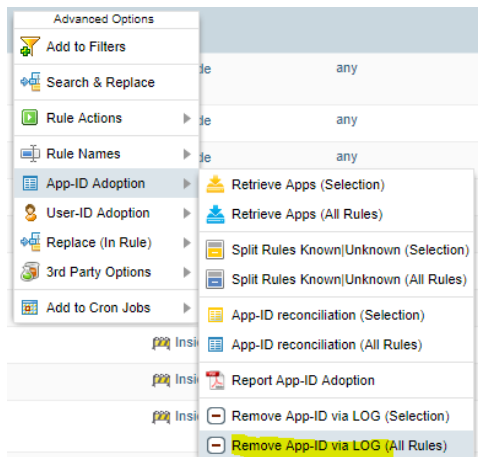 Advanced Options
Add to Filters
Search & Replace
de any
Rule Actions
de any
Rule Names
de any
App-ID Adoption
Retrieve Apps (Selection)
User-ID Adoption
Retrieve Apps (All Rules)
Replace (In Rule)
Split Rules Known|Unknown (Selection)
3rd Party Options
Split Rules Known|Unknown (All Rules)
Add to Cron Jobs
App-ID reconciliation (Selection)
Insi
App-ID reconciliation (All Rules)
Insi
Report App-ID Adoption
Insi
Remove App-ID via LOG (Selection)
Remove App-ID via LOG (All Rules)